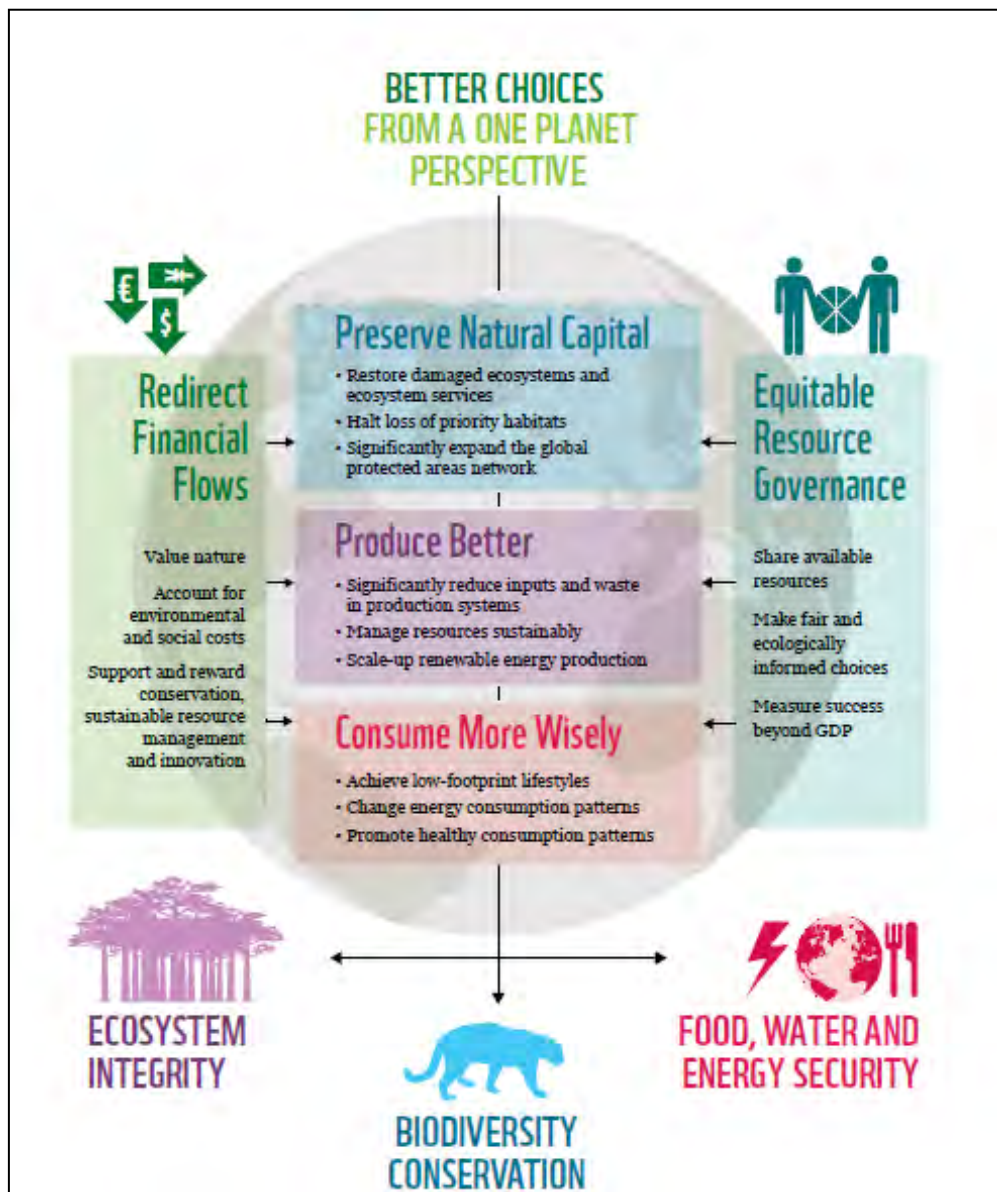 BETTER CHOICES
FROM A ONE PLANET
PERSPECTIVE
€
$
Redirect
Financial
Flows
Value nature
Account for
environmental
and social costs
Support and reward
conservation,
sustainable resource
management
and innovation
Preserve Natural Capital
• Restore damaged ecosystems and
ecosystem services
• Halt loss of priority habitats
• Significantly expand the global
protected areas network
Produce Better
• Significantly reduce inputs and waste
in production systems
• Manage resources sustainably
• Scale-up renewable energy production
Consume More Wisely
• Achieve low-footprint lifestyles
• Change energy consumption patterns
• Promote healthy consumption patterns
Equitable
Resource
Governance
Share available
resources
Make fair and
ecologically
informed choices
Measure success
beyond GDP
ECOSYSTEM
INTEGRITY
BIODIVERSITY
CONSERVATION
FOOD, WATER AND
ENERGY SECURITY